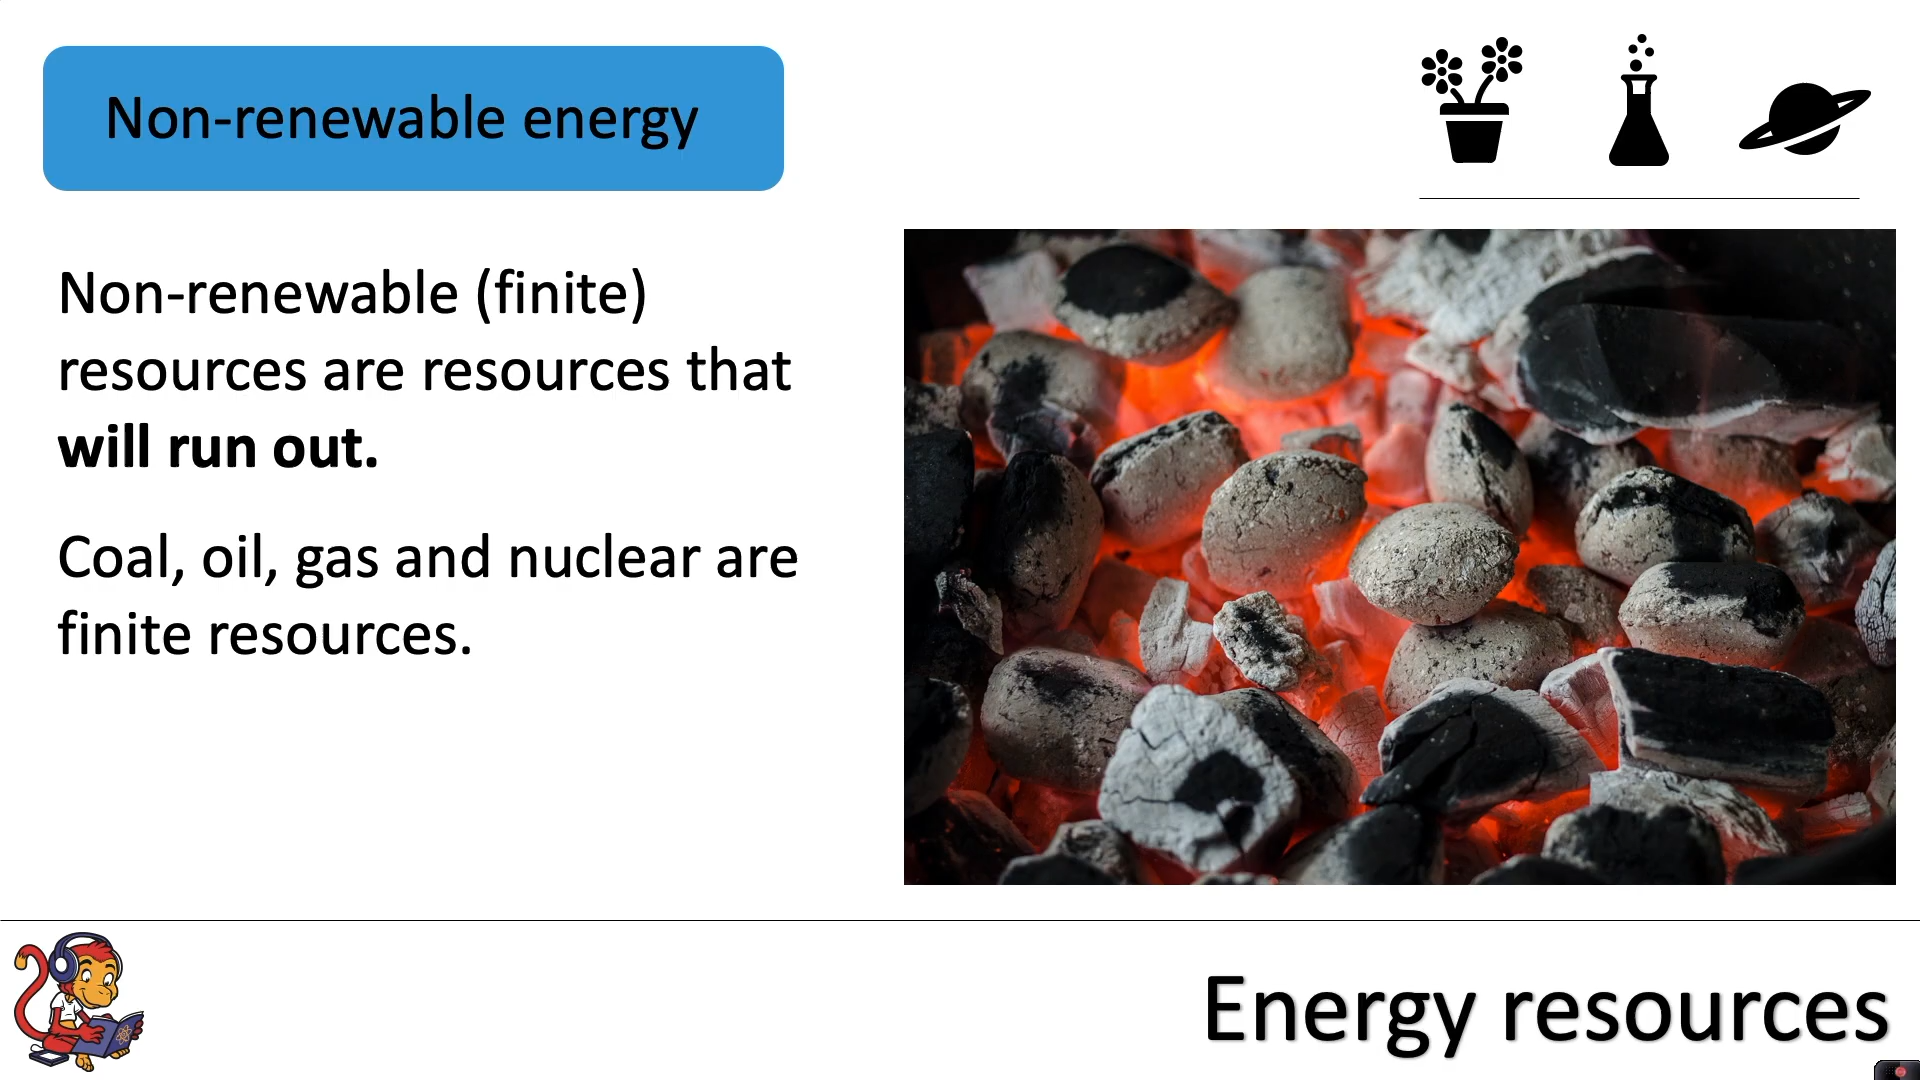 Non-renewable energy
Non-renewable (finite)
resources are resources that
will run out.
Coal, oil, gas and nuclear are
finite resources.
Energy resources